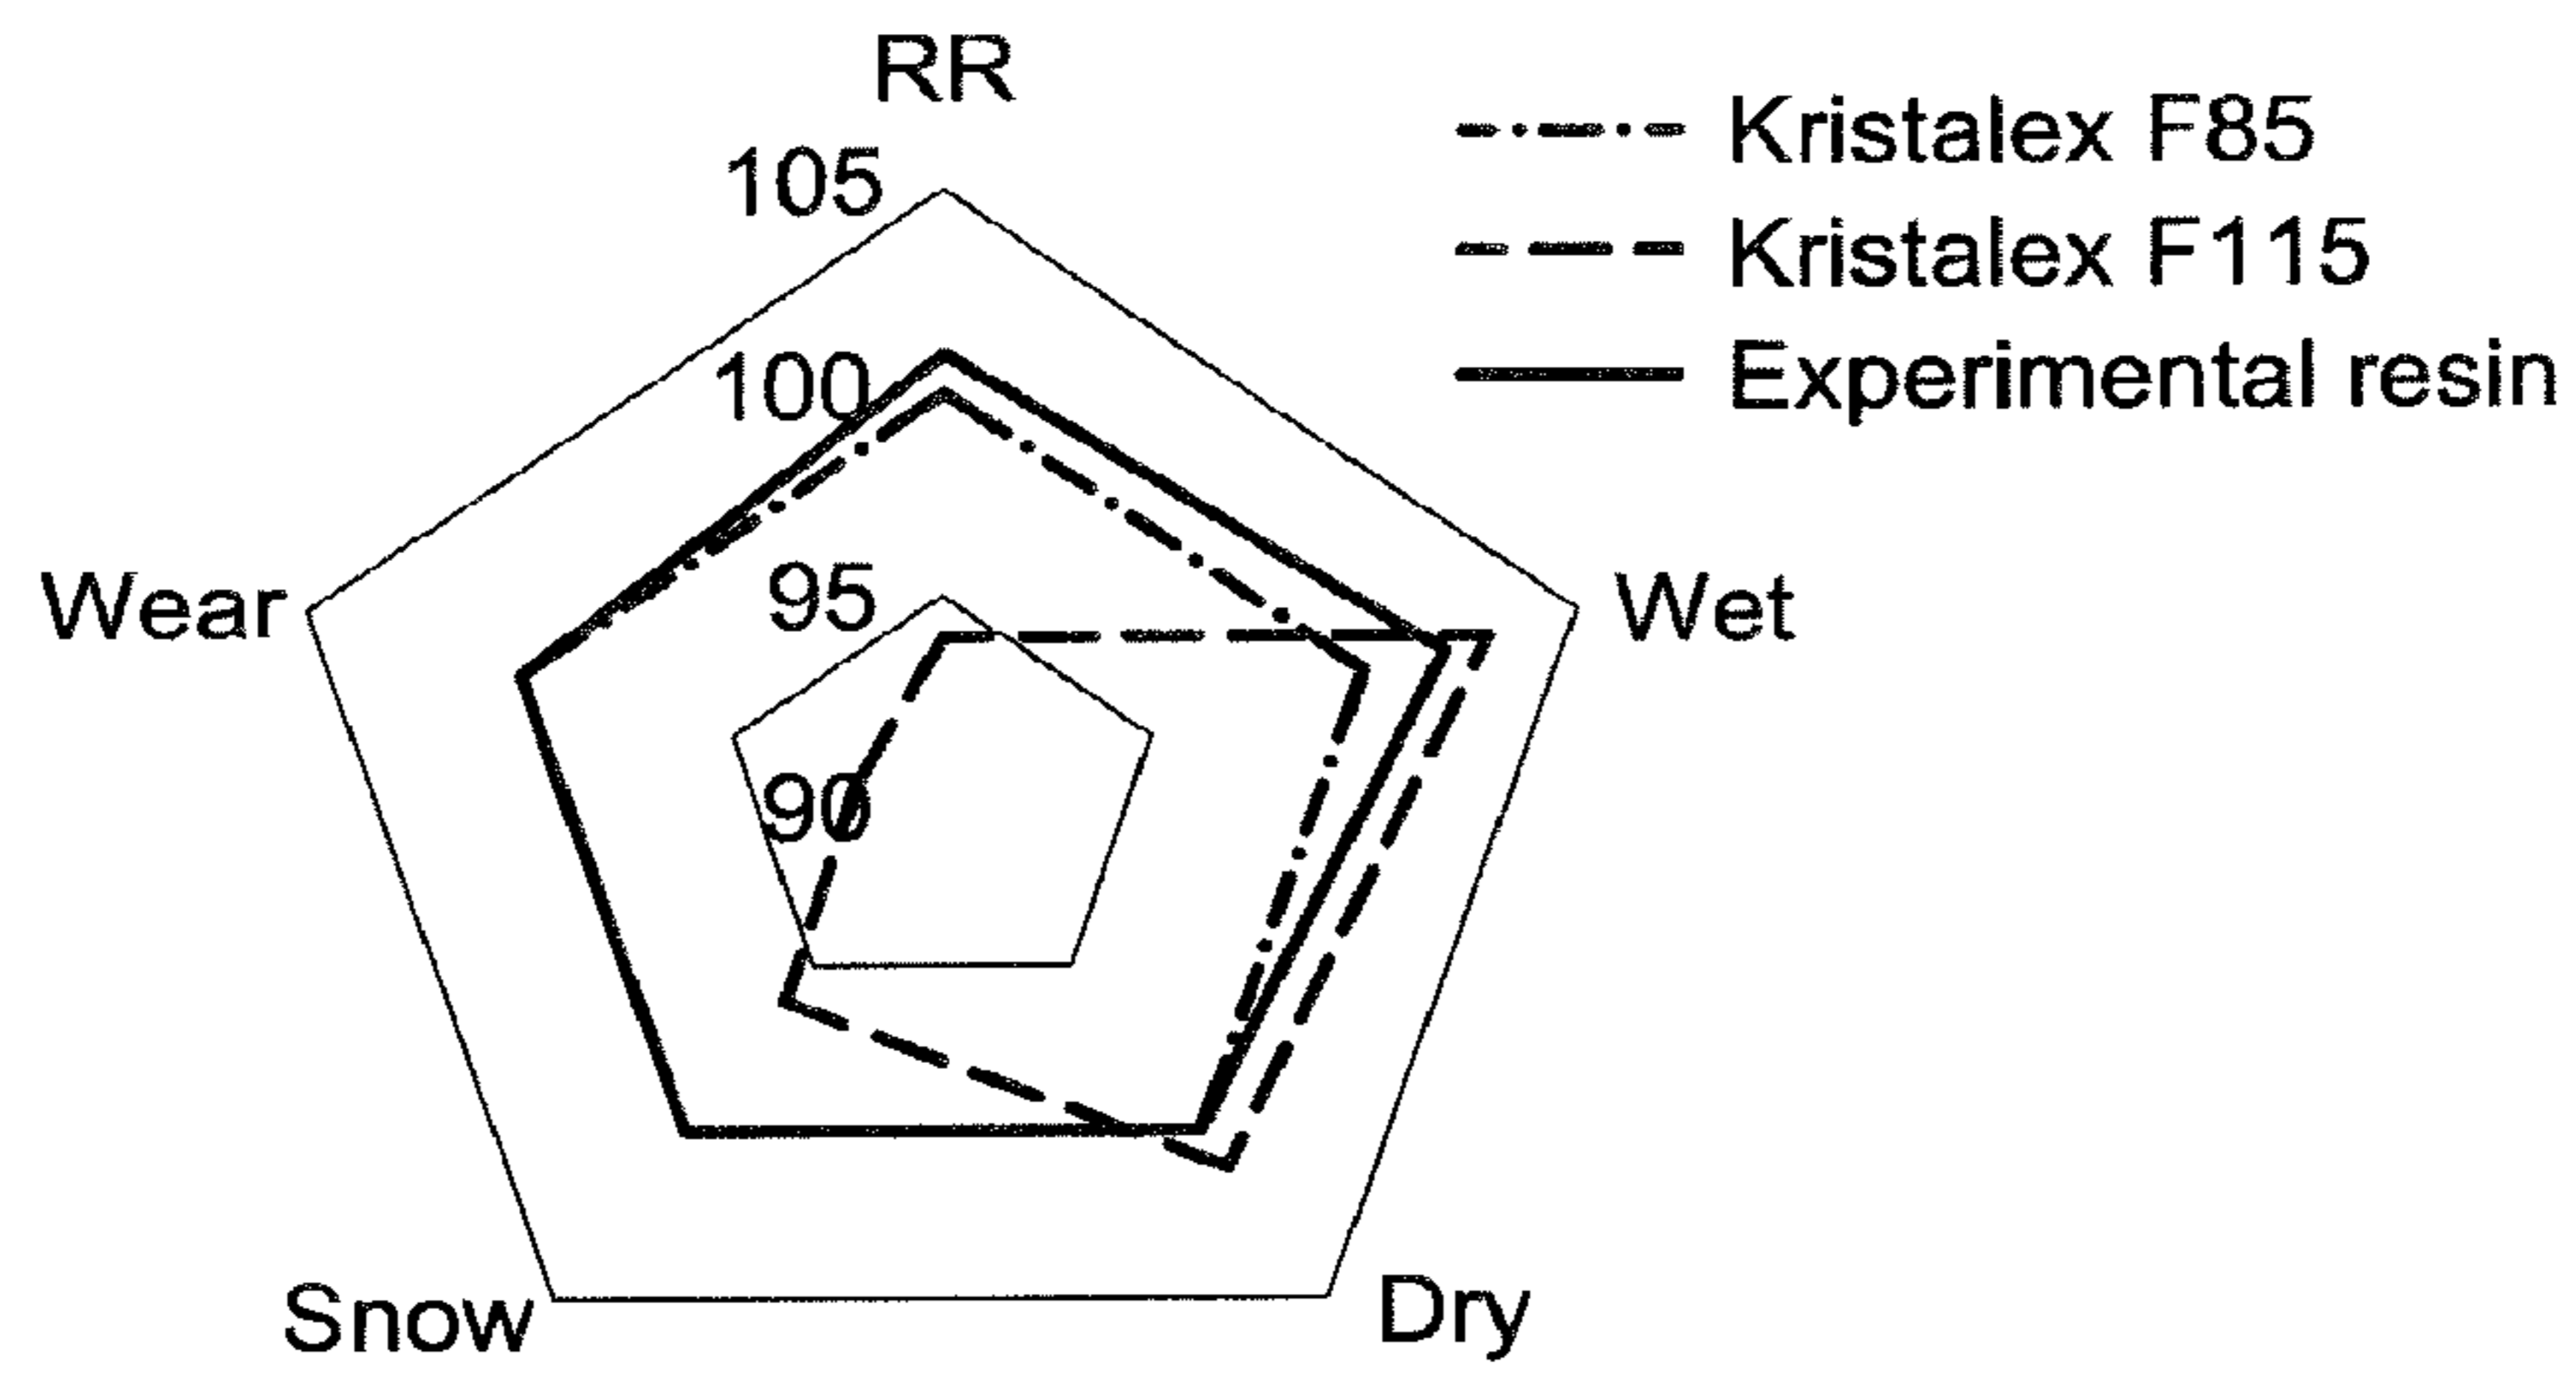 RR
105
100
95
90
Wear
Wet
Snow
Dry
Kristalex F85
Kristalex F115
Experimental resin